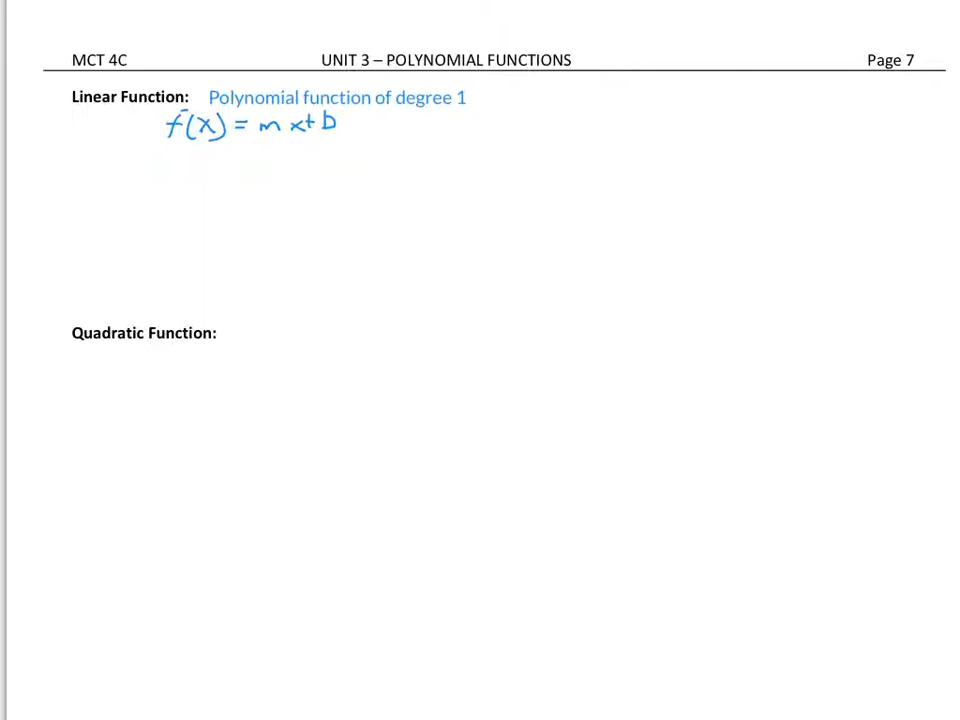 MCT 4C UNIT 3 – POLYNOMIAL FUNCTIONS Page 7
Linear Function: Polynomial function of degree 1
f(x) = mx+b
Quadratic Function: